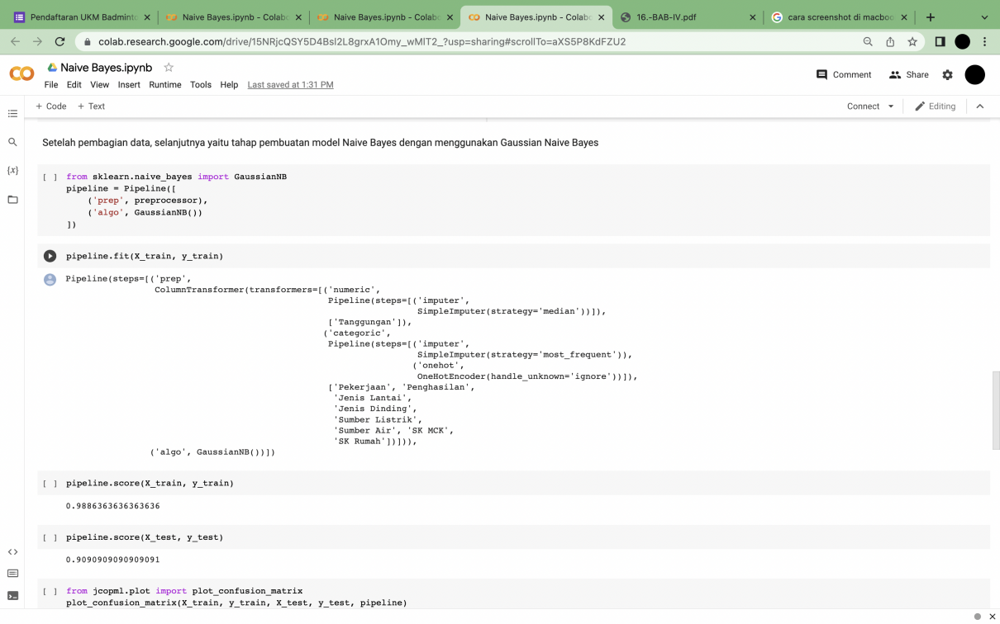 Pendaftaran UKM Badminto
Naive Bayes.ipynb - Colabo
Naive Bayes.ipynb - Colabo
Naive Bayes.ipynb - Colabo
16.-BAB-IV.pdf
cara screenshot di macboo
colab.research.google.com/drive/15NRjcQSY5D4BsI2L8grxA1Omy_wMlT2_?usp=sharing#scrollTo=aXS5P8KdFZU2
Naive Bayes.ipynb
File Edit View Insert Runtime Tools Help Last saved at 1:31 PM
Comment Share
+ Code + Text
Connect Editing
Setelah pembagian data, selanjutnya yaitu tahap pembuatan model Naive Bayes dengan menggunakan Gaussian Naive Bayes
[ ] from sklearn.naive_bayes import GaussianNB
pipeline = Pipeline([
('prep', preprocessor),
('algo', GaussianNB())
])
pipeline.fit(X_train, y_train)
Pipeline(steps=[('prep',
ColumnTransformer(transformers=[('numeric',
Pipeline(steps=[('imputer',
SimpleImputer(strategy='median'))]),
['Tanggungan']),
('categoric',
Pipeline(steps=[('imputer',
SimpleImputer(strategy='most_frequent')),
('onehot',
OneHotEncoder(handle_unknown='ignore'))]),
['Pekerjaan', 'Penghasilan',
'Jenis Lantai',
'Jenis Dinding',
'Sumber Listrik',
'Sumber Air', 'SK MCK',
'SK Rumah'])])),
('algo', GaussianNB())])
[ ] pipeline.score(X_train, y_train)
0.9886363636363636
[ ] pipeline.score(X_test, y_test)
0.9090909090909091
[ ] from jcopml.plot import plot_confusion_matrix
plot_confusion_matrix(X_train, y_train, X_test, y_test, pipeline)